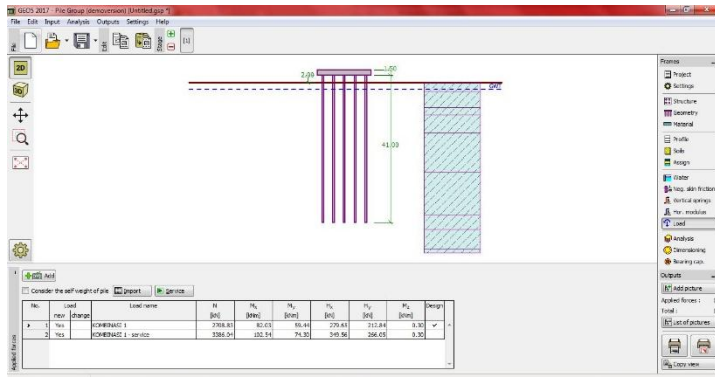 GEO5 2017 - Pile Group (demoversion) [Untitled.gsp *]
File Edit Input Analysis Outputs Settings Help
File
Edit
Stage
[1]
2D
3D
2.00
1.50
GWT
41.00
Frames
Project
Settings
Structure
Geometry
Material
Profile
Soils
Assign
Water
Neg. skin friction
Vertical springs
Hor. modulus
Load
Analysis
Dimensioning
Bearing cap.
Outputs
Add picture
Applied forces :
Total :
List of pictures
Copy view
Add
Consider the self weight of pile Import Service
No. Load Load name N Mx My Hx Hy Mz Design
new change [kN] [kNm] [kNm] [kN] [kN] [kNm]
1 Yes KOMBINASI 1 2708.83 82.03 59.44 279.65 212.84 0.30
2 Yes KOMBINASI 1 - service 3386.04 102.54 74.30 349.56 266.05 0.30
Applied forces